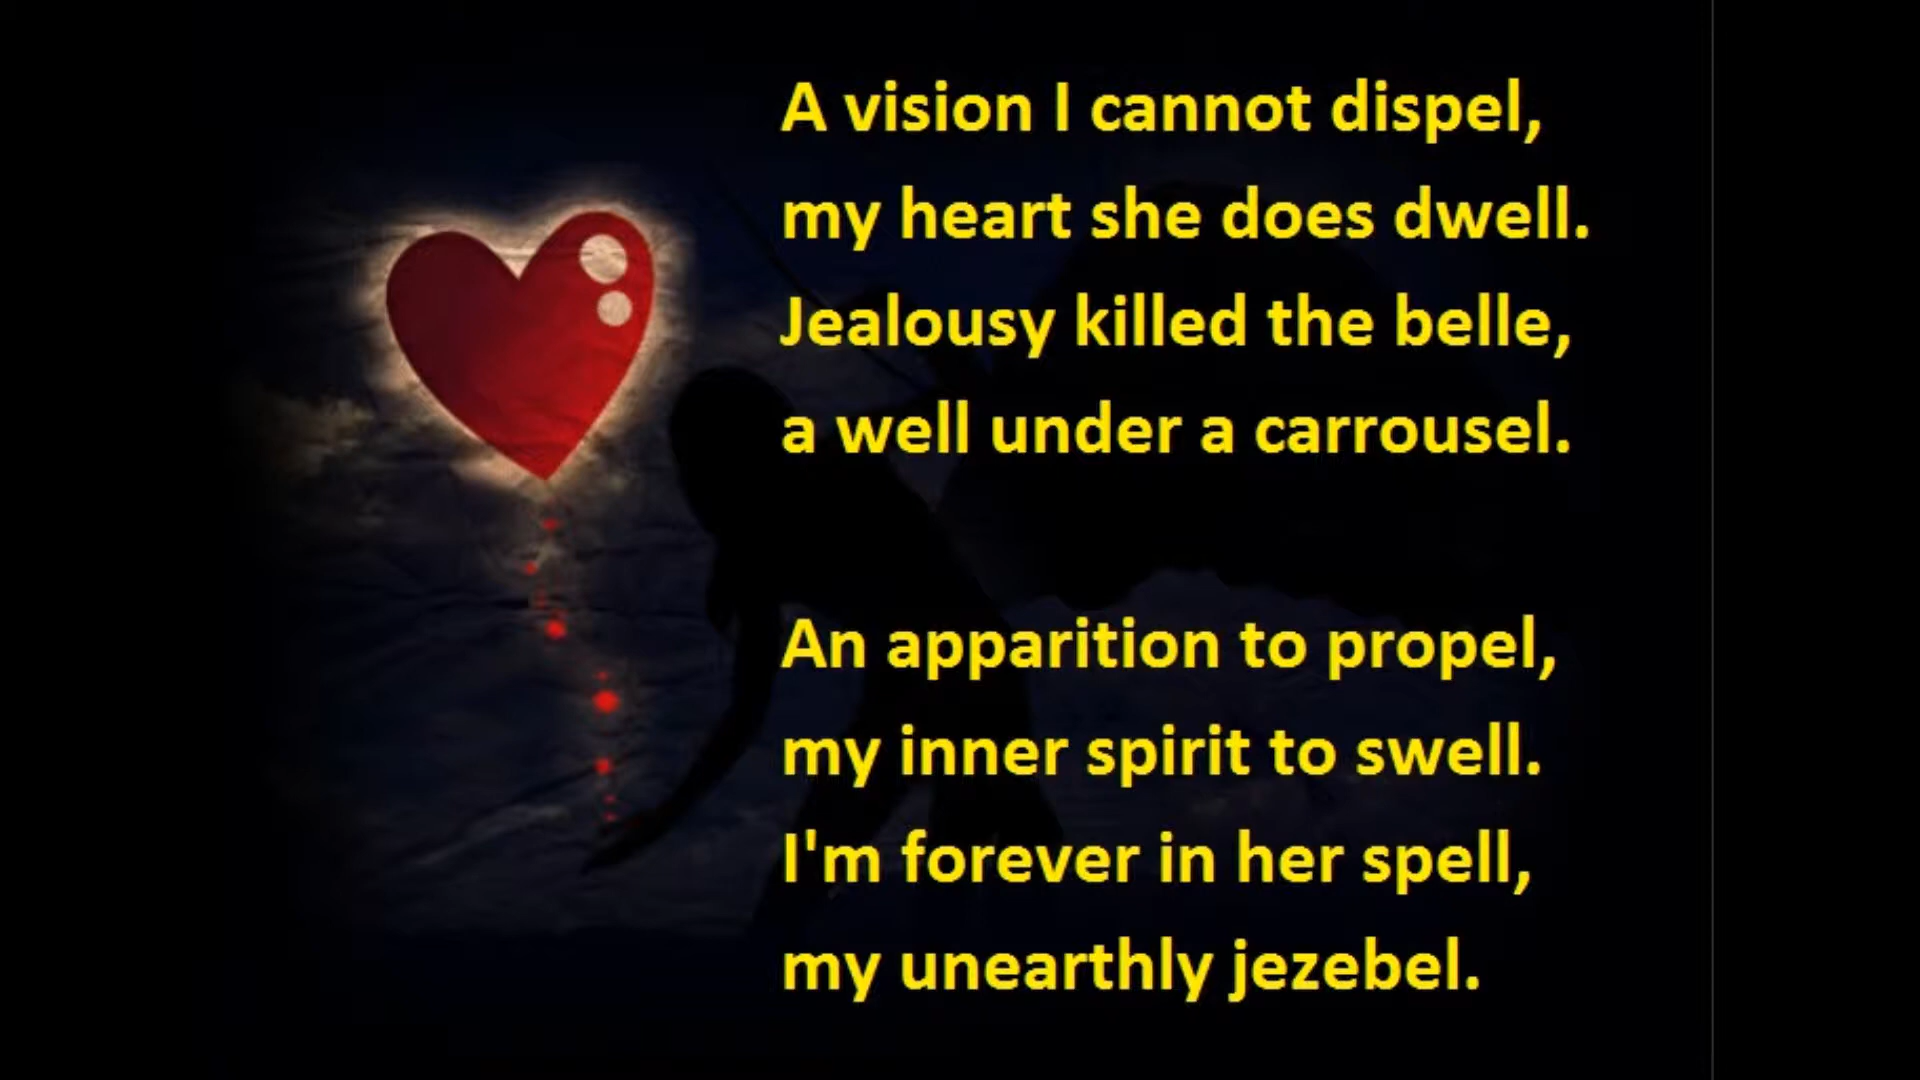 A vision I cannot dispel,
my heart she does dwell.
Jealousy killed the belle,
a well under a carrousel.
An apparition to propel,
my inner spirit to swell.
I'm forever in her spell,
my unearthly jezebel.